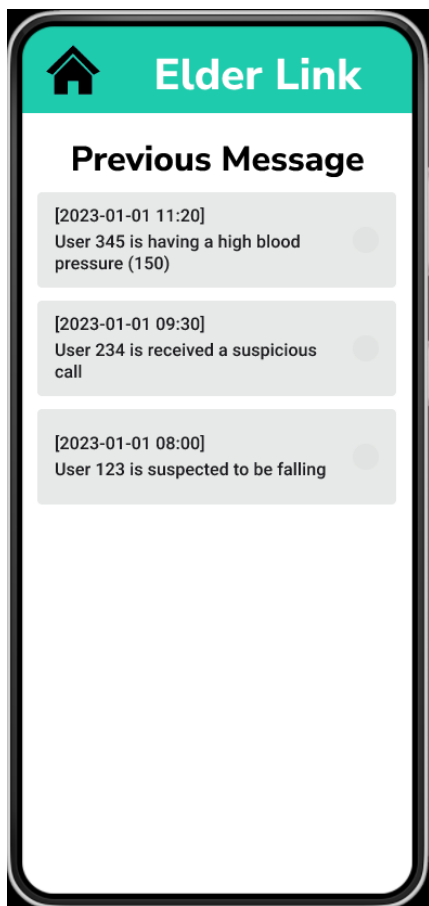 Elder Link
Previous Message
[2023-01-01 11:20]
User 345 is having a high blood
pressure (150)
[2023-01-01 09:30]
User 234 is received a suspicious
call
[2023-01-01 08:00]
User 123 is suspected to be falling